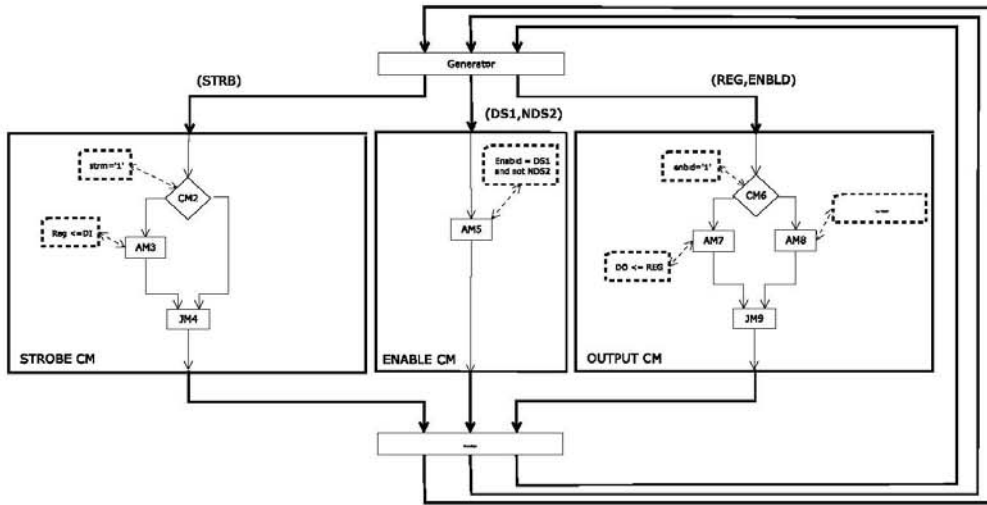 Generator
(STRB)
(REG,ENBLD)
(DS1,NDS2)
strm='1'
CM2
Reg <=DI
AM3
JM4
STROBE CM
Enabld = DS1
and not NDS2
AM5
ENABLE CM
enbld='1'
CM6
AM7
AM8
DO <= REG
JM9
OUTPUT CM